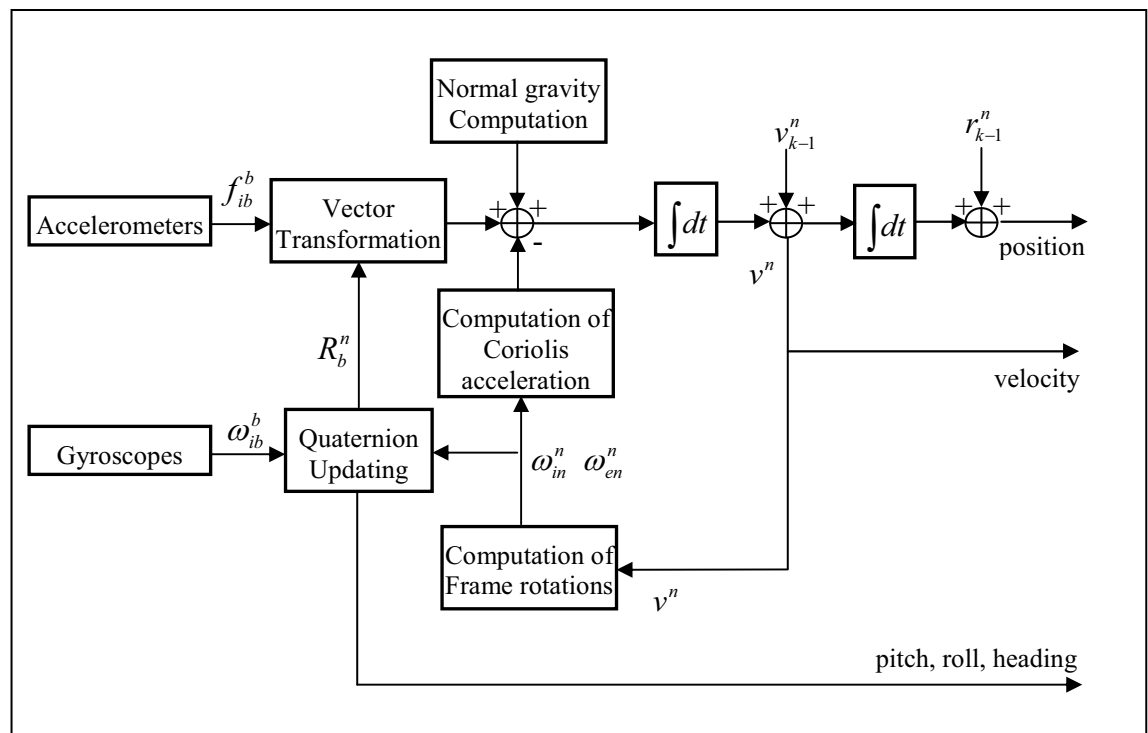 Normal gravity
Computation
v^n_{k-1}
r^n_{k-1}
f^b_{ib}
Accelerometers
Vector
Transformation
+
+
-
∫dt
+
+
∫dt
+
+
position
v^n
R^n_b
Computation of
Coriolis
acceleration
velocity
ω^b_{ib}
Gyroscopes
Quaternion
Updating
ω^n_{in} ω^n_{en}
Computation of
Frame rotations
v^n
pitch, roll, heading